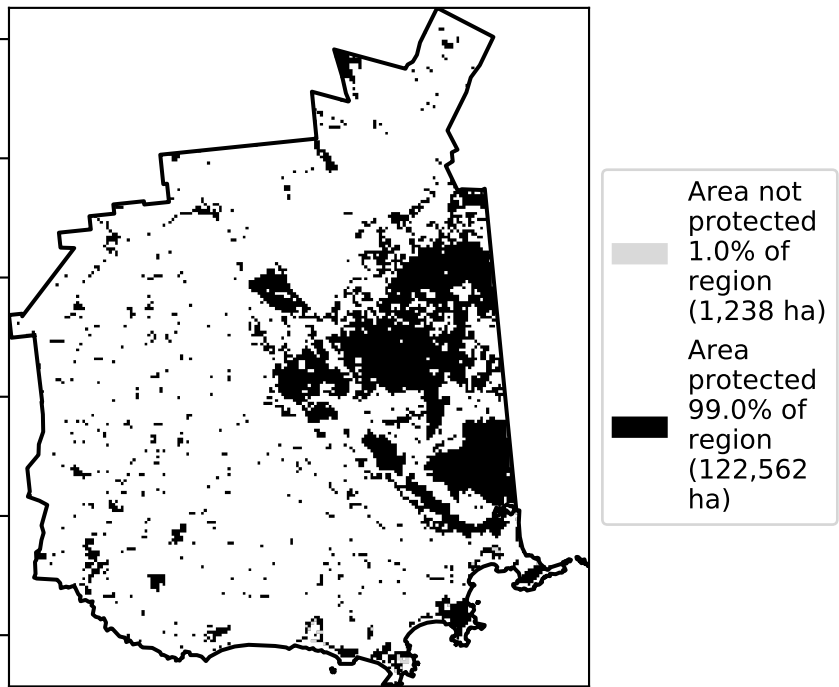 Area not
protected
1.0% of
region
(1,238 ha)
Area
protected
99.0% of
region
(122,562
ha)